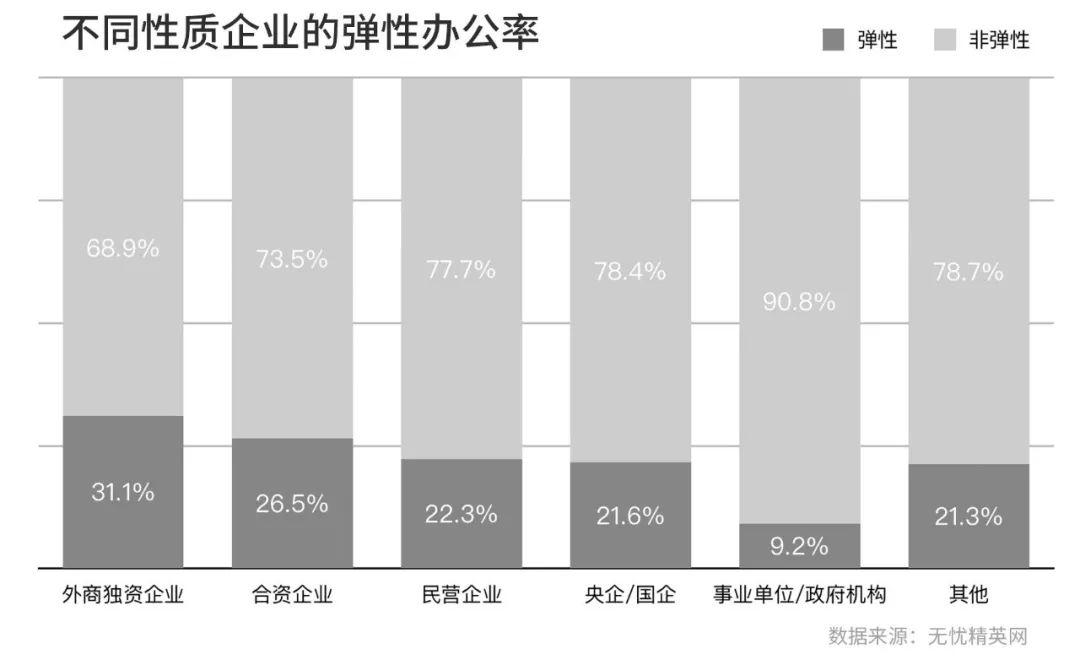 不同性质企业的弹性办公率
弹性 非弹性
68.9% 73.5% 77.7% 78.4% 90.8% 78.7%
31.1% 26.5% 22.3% 21.6% 9.2% 21.3%
外商独资企业 合资企业 民营企业 央企/国企 事业单位/政府机构 其他
数据来源：无忧精英网